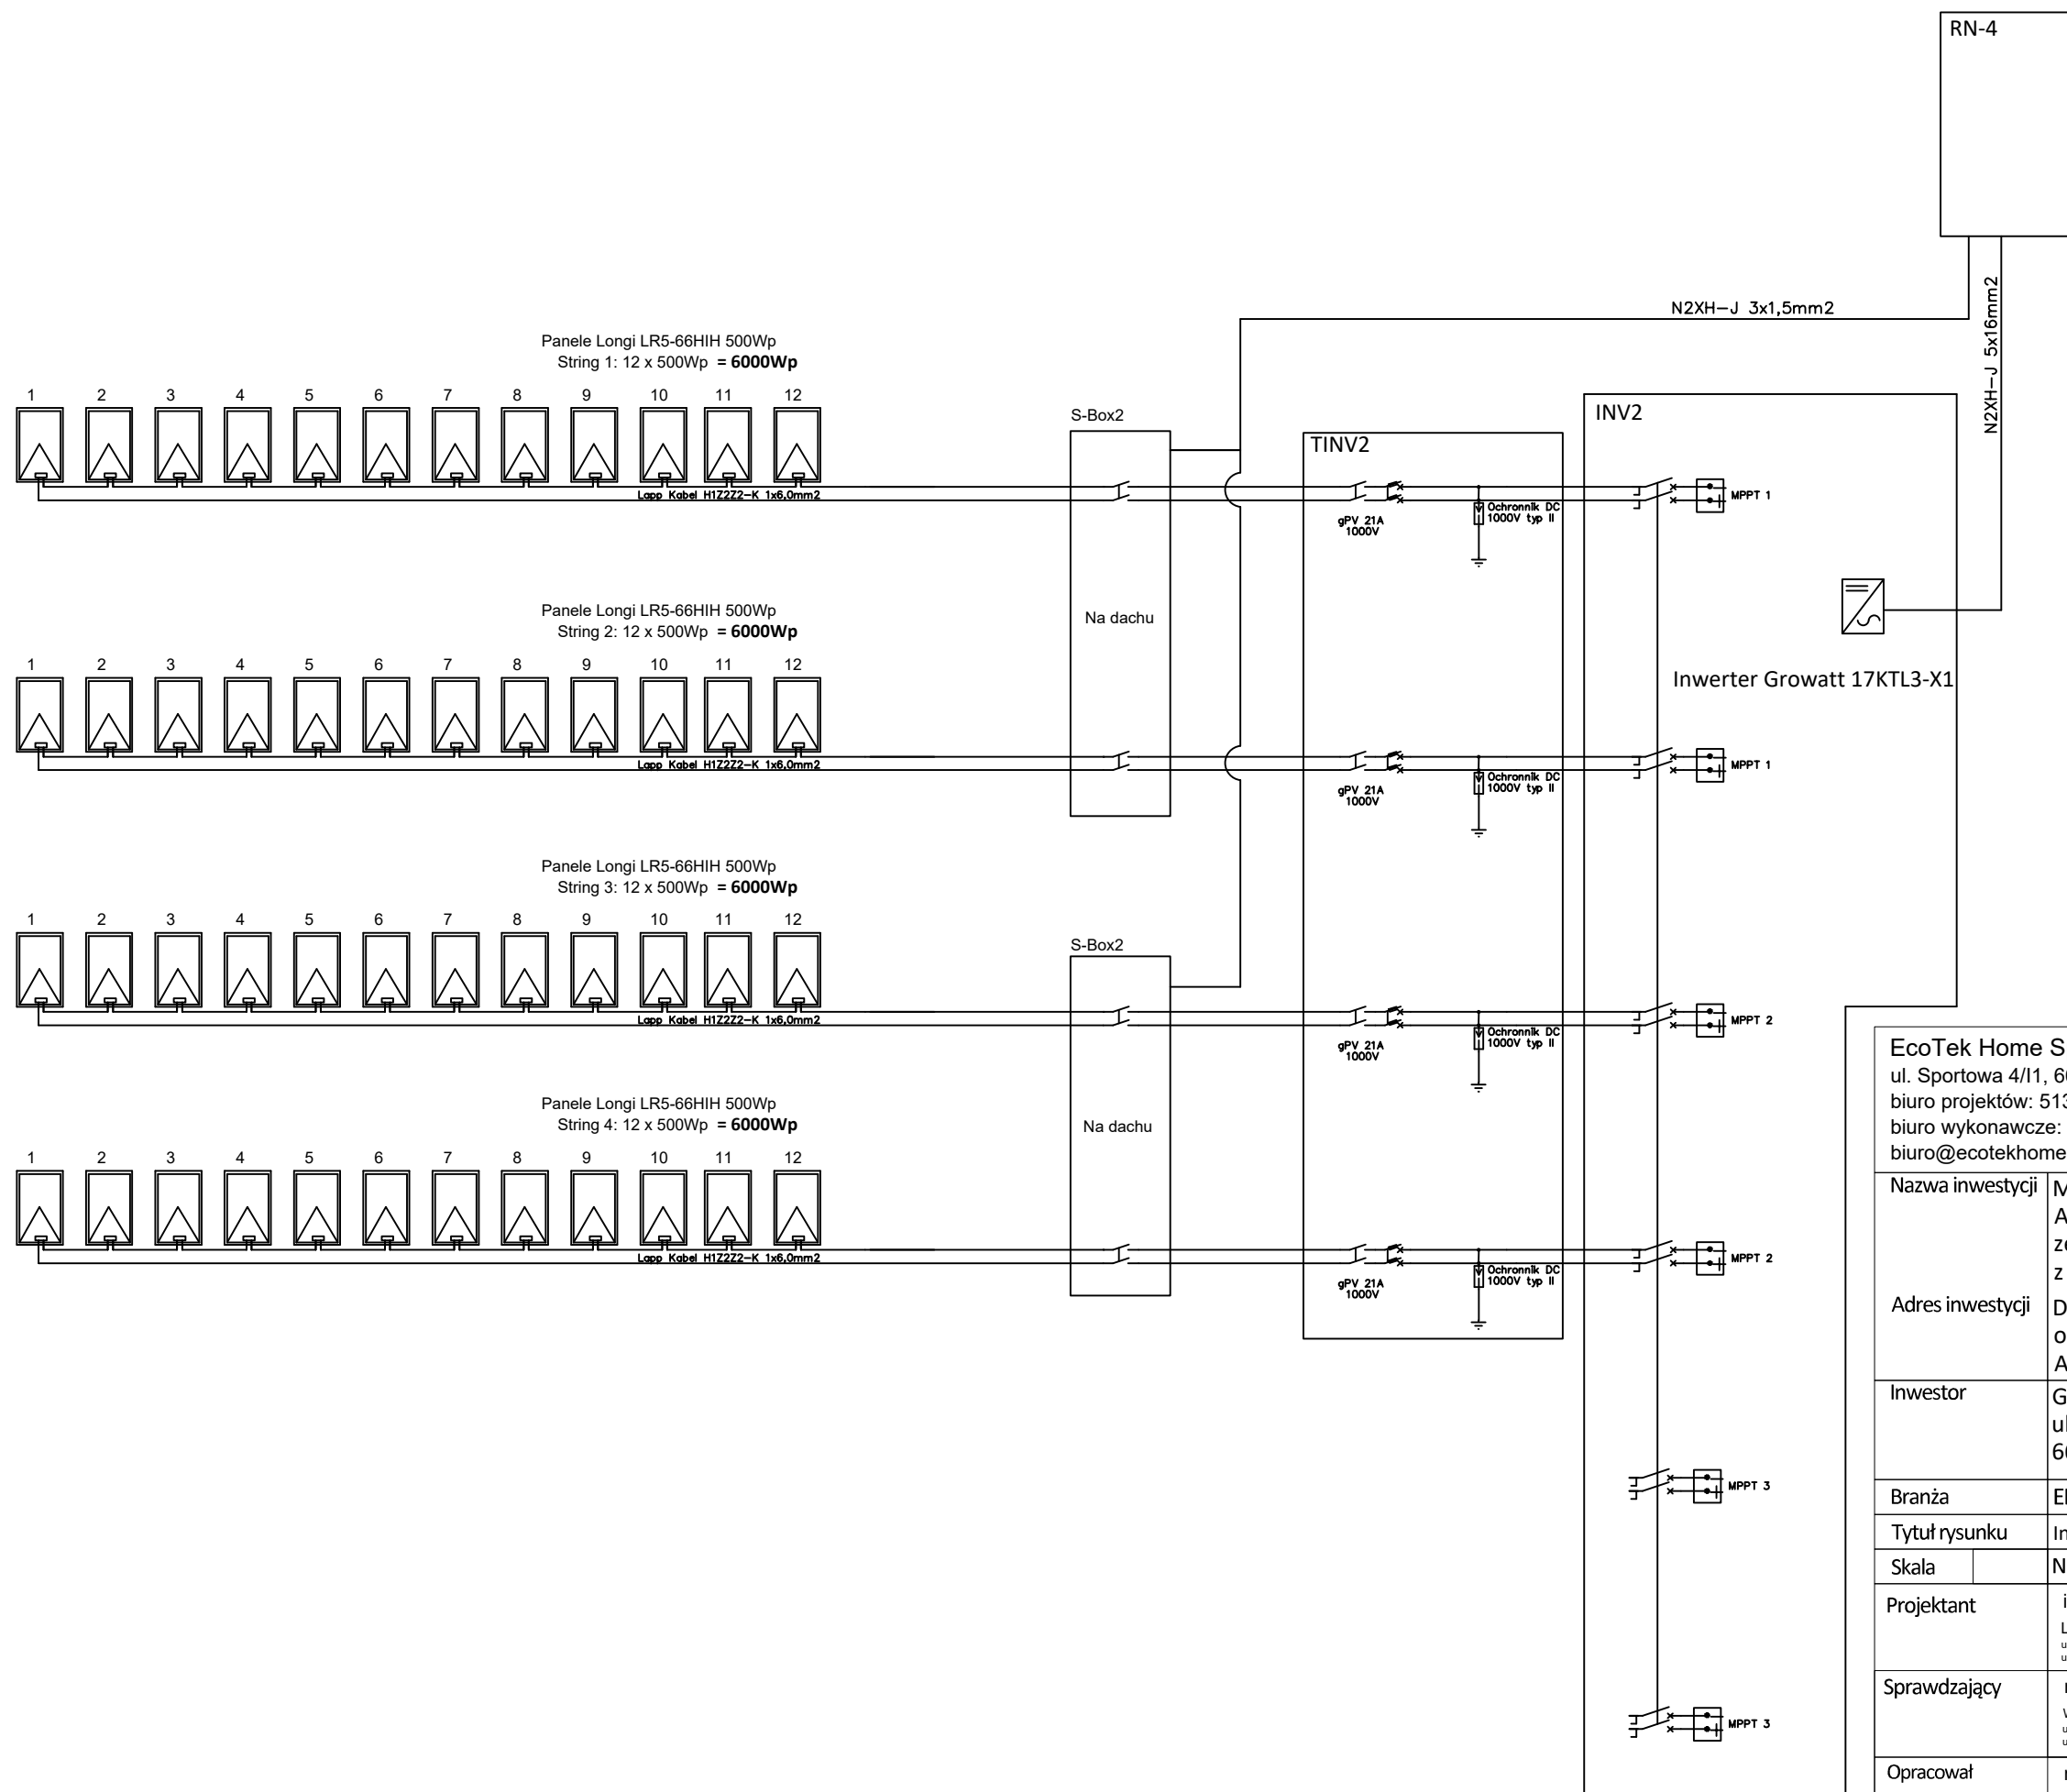 RN-4
N2XH-J 3x1,5mm2
N2XH-J 5x16mm2
Panele Longi LR5-66HIH 500Wp
String 1: 12 x 500Wp = 6000Wp
1 2 3 4 5 6 7 8 9 10 11 12
Lapp Kabel H1Z2Z2-K 1x6,0mm2
S-Box2
Na dachu
TINV2
gPV 21A
1000V
Ochronnik DC
1000V typ II
INV2
MPPT 1
Panele Longi LR5-66HIH 500Wp
String 2: 12 x 500Wp = 6000Wp
1 2 3 4 5 6 7 8 9 10 11 12
Lapp Kabel H1Z2Z2-K 1x6,0mm2
gPV 21A
1000V
Ochronnik DC
1000V typ II
MPPT 1
Inwerter Growatt 17KTL3-X1
Panele Longi LR5-66HIH 500Wp
String 3: 12 x 500Wp = 6000Wp
1 2 3 4 5 6 7 8 9 10 11 12
Lapp Kabel H1Z2Z2-K 1x6,0mm2
S-Box2
Na dachu
gPV 21A
1000V
Ochronnik DC
1000V typ II
MPPT 2
Panele Longi LR5-66HIH 500Wp
String 4: 12 x 500Wp = 6000Wp
1 2 3 4 5 6 7 8 9 10 11 12
Lapp Kabel H1Z2Z2-K 1x6,0mm2
gPV 21A
1000V
Ochronnik DC
1000V typ II
MPPT 2
MPPT 3
MPPT 3
EcoTek Home S
ul. Sportowa 4/I1, 6
biuro projektów: 513
biuro wykonawcze:
biuro@ecotekhome
Nazwa inwestycji
Adres inwestycji
Inwestor
Branża
Tytuł rysunku
Skala
Projektant
Sprawdzający
Opracował